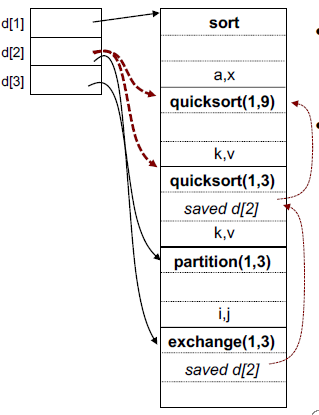 d[1]
d[2]
d[3]
sort
a,x
quicksort(1,9)
k,v
quicksort(1,3)
saved d[2]
k,v
partition(1,3)
i,j
exchange(1,3)
saved d[2]